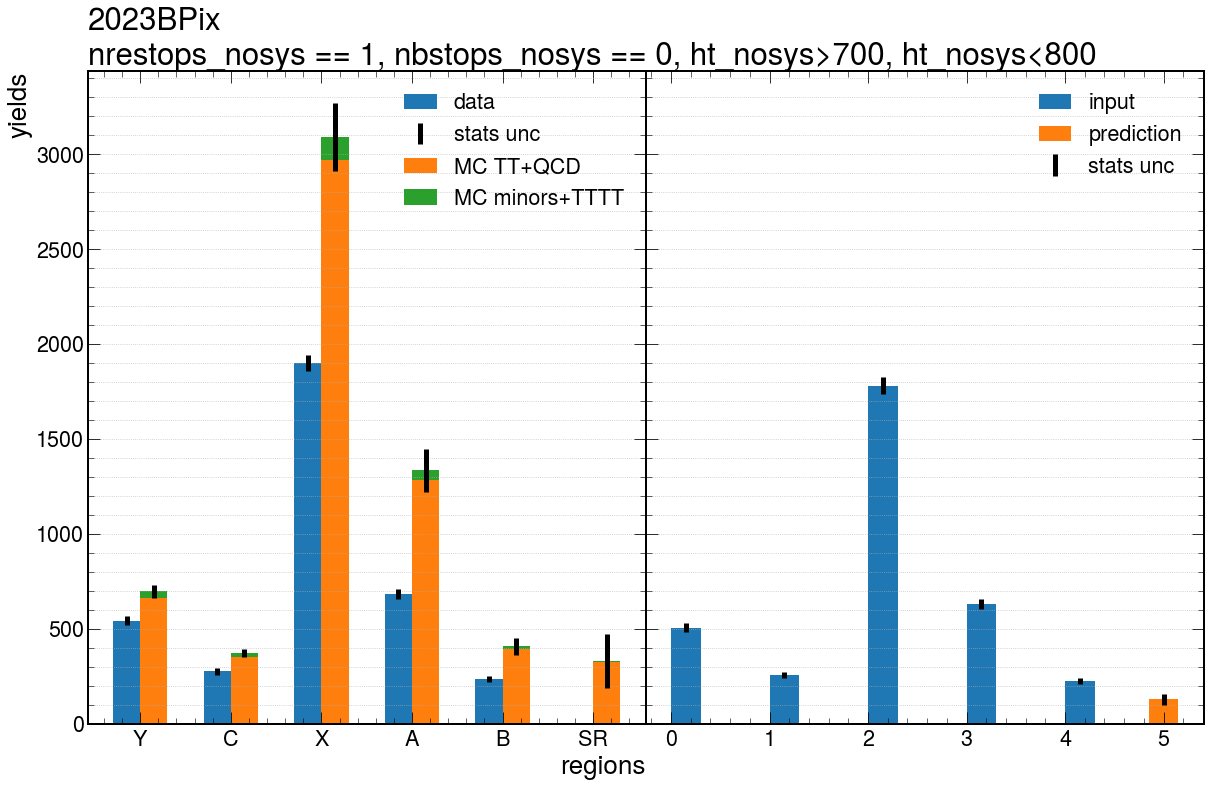 2023BPix
nrestops_nosys == 1, nbstops_nosys == 0, ht_nosys>700, ht_nosys<800
yields
3000
2500
2000
1500
1000
500
0
data
stats unc
MC TT+QCD
MC minors+TTTT
input
prediction
stats unc
Y C X A B SR
0 1 2 3 4 5
regions